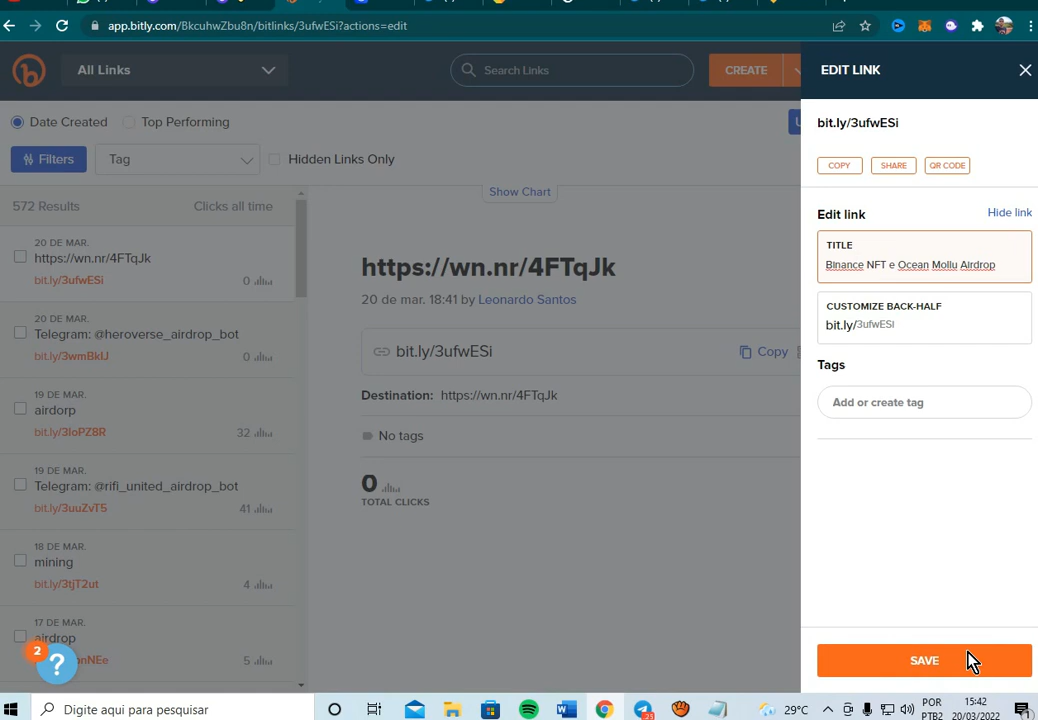 app.bitly.com/Bkcuhwzbu8n/bitlinks/3ufwESi?actions=edit
All Links
Search Links
CREATE
EDIT LINK
Date Created
Top Performing
Filters
Tag
Hidden Links Only
572 Results
Clicks all time
20 DE MAR.
https://wn.nr/4FTqJk
bit.ly/3ufwESi
0
20 DE MAR.
Telegram: @heroverse_airdrop_bot
bit.ly/3wmBkIJ
0
19 DE MAR.
airdorp
bit.ly/3IoPZ8R
32
19 DE MAR.
Telegram: @rifi_united_airdrop_bot
bit.ly/3uuZvT5
41
18 DE MAR.
mining
bit.ly/3tjT2ut
4
17 DE MAR.
airdrop
nNEe
5
2
?
Show Chart
https://wn.nr/4FTqJk
20 de mar. 18:41 by Leonardo Santos
bit.ly/3ufwESi
Copy
Destination: https://wn.nr/4FTqJk
No tags
0
TOTAL CLICKS
bit.ly/3ufwESi
COPY
SHARE
QR CODE
Edit link
Hide link
TITLE
Binance NFT e Ocean Mollu Airdrop
CUSTOMIZE BACK-HALF
bit.ly/3ufwESi
Tags
Add or create tag
SAVE
Digite aqui para pesquisar
25
29°C
POR
PTB2
15:42
20/03/2022
1